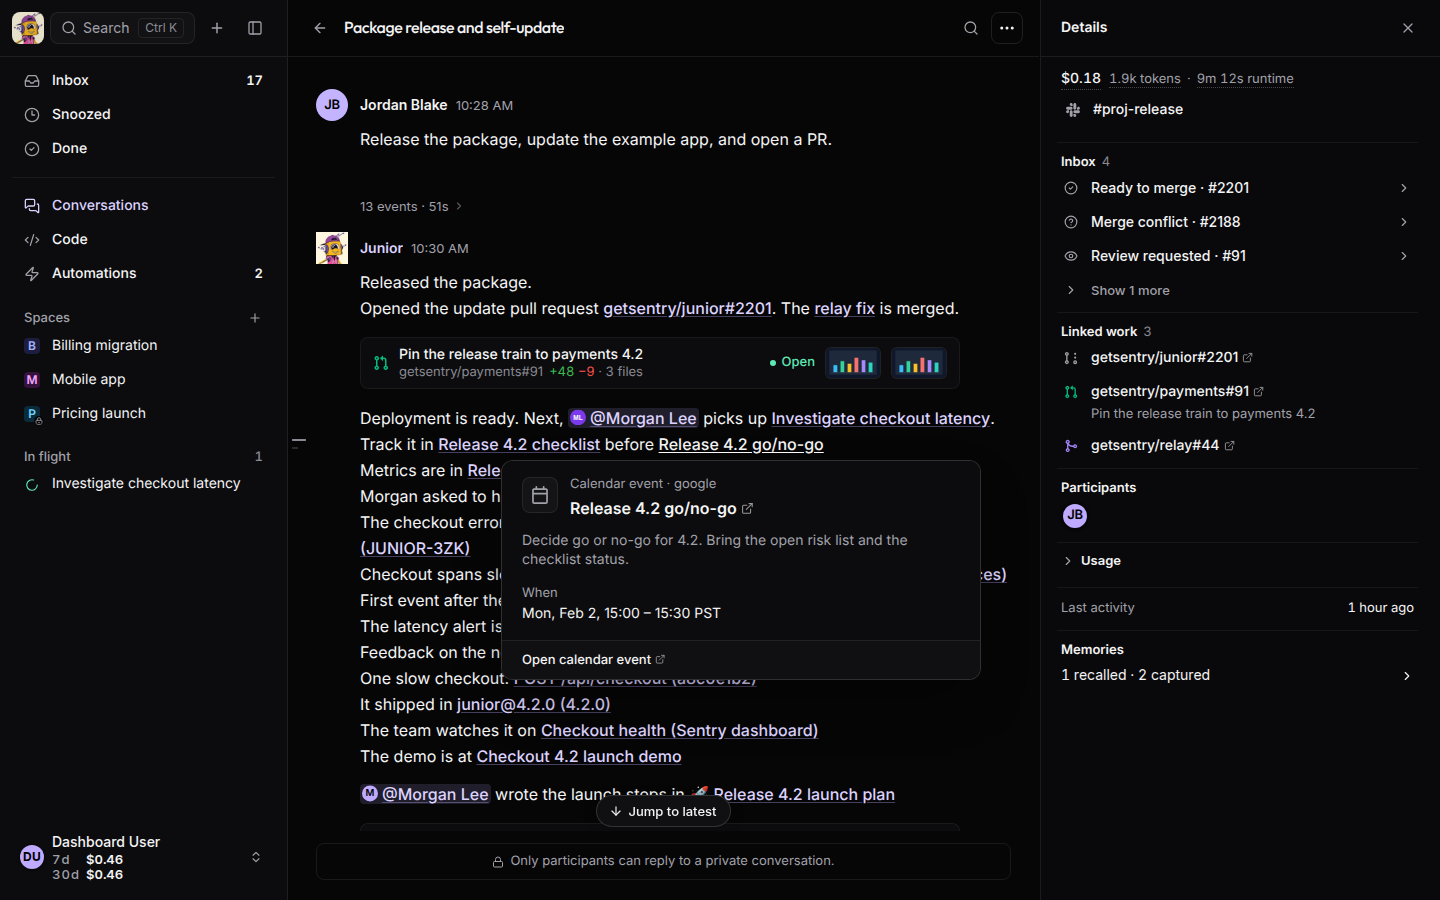 Search
Ctrl K
Inbox
17
Snoozed
Done
Conversations
Code
Automations
2
Spaces
B
Billing migration
M
Mobile app
P
Pricing launch
In flight
1
Investigate checkout latency
DU
Dashboard User
7d $0.46
30d $0.46
Package release and self-update
JB
Jordan Blake 10:28 AM
Release the package, update the example app, and open a PR.
13 events · 51s
Junior 10:30 AM
Released the package.
Opened the update pull request getsentry/junior#2201. The relay fix is merged.
Pin the release train to payments 4.2
getsentry/payments#91 +48 −9 · 3 files
Open
Deployment is ready. Next, ML @Morgan Lee picks up Investigate checkout latency.
Track it in Release 4.2 checklist before Release 4.2 go/no-go
Metrics are in Rele
Morgan asked to h
The checkout error
(JUNIOR-3ZK)
Checkout spans slo
ces)
First event after the
The latency alert is
Feedback on the n
One slow checkout.
It shipped in junior@4.2.0 (4.2.0)
The team watches it on Checkout health (Sentry dashboard)
The demo is at Checkout 4.2 launch demo
M @Morgan Lee wrote the launch steps in 🚀 Release 4.2 launch plan
Calendar event · google
Release 4.2 go/no-go
Decide go or no-go for 4.2. Bring the open risk list and the
checklist status.
When
Mon, Feb 2, 15:00 – 15:30 PST
Open calendar event
Jump to latest
Only participants can reply to a private conversation.
Details
$0.18 1.9k tokens · 9m 12s runtime
#proj-release
Inbox 4
Ready to merge · #2201
Merge conflict · #2188
Review requested · #91
Show 1 more
Linked work 3
getsentry/junior#2201
getsentry/payments#91
Pin the release train to payments 4.2
getsentry/relay#44
Participants
JB
Usage
Last activity
1 hour ago
Memories
1 recalled · 2 captured